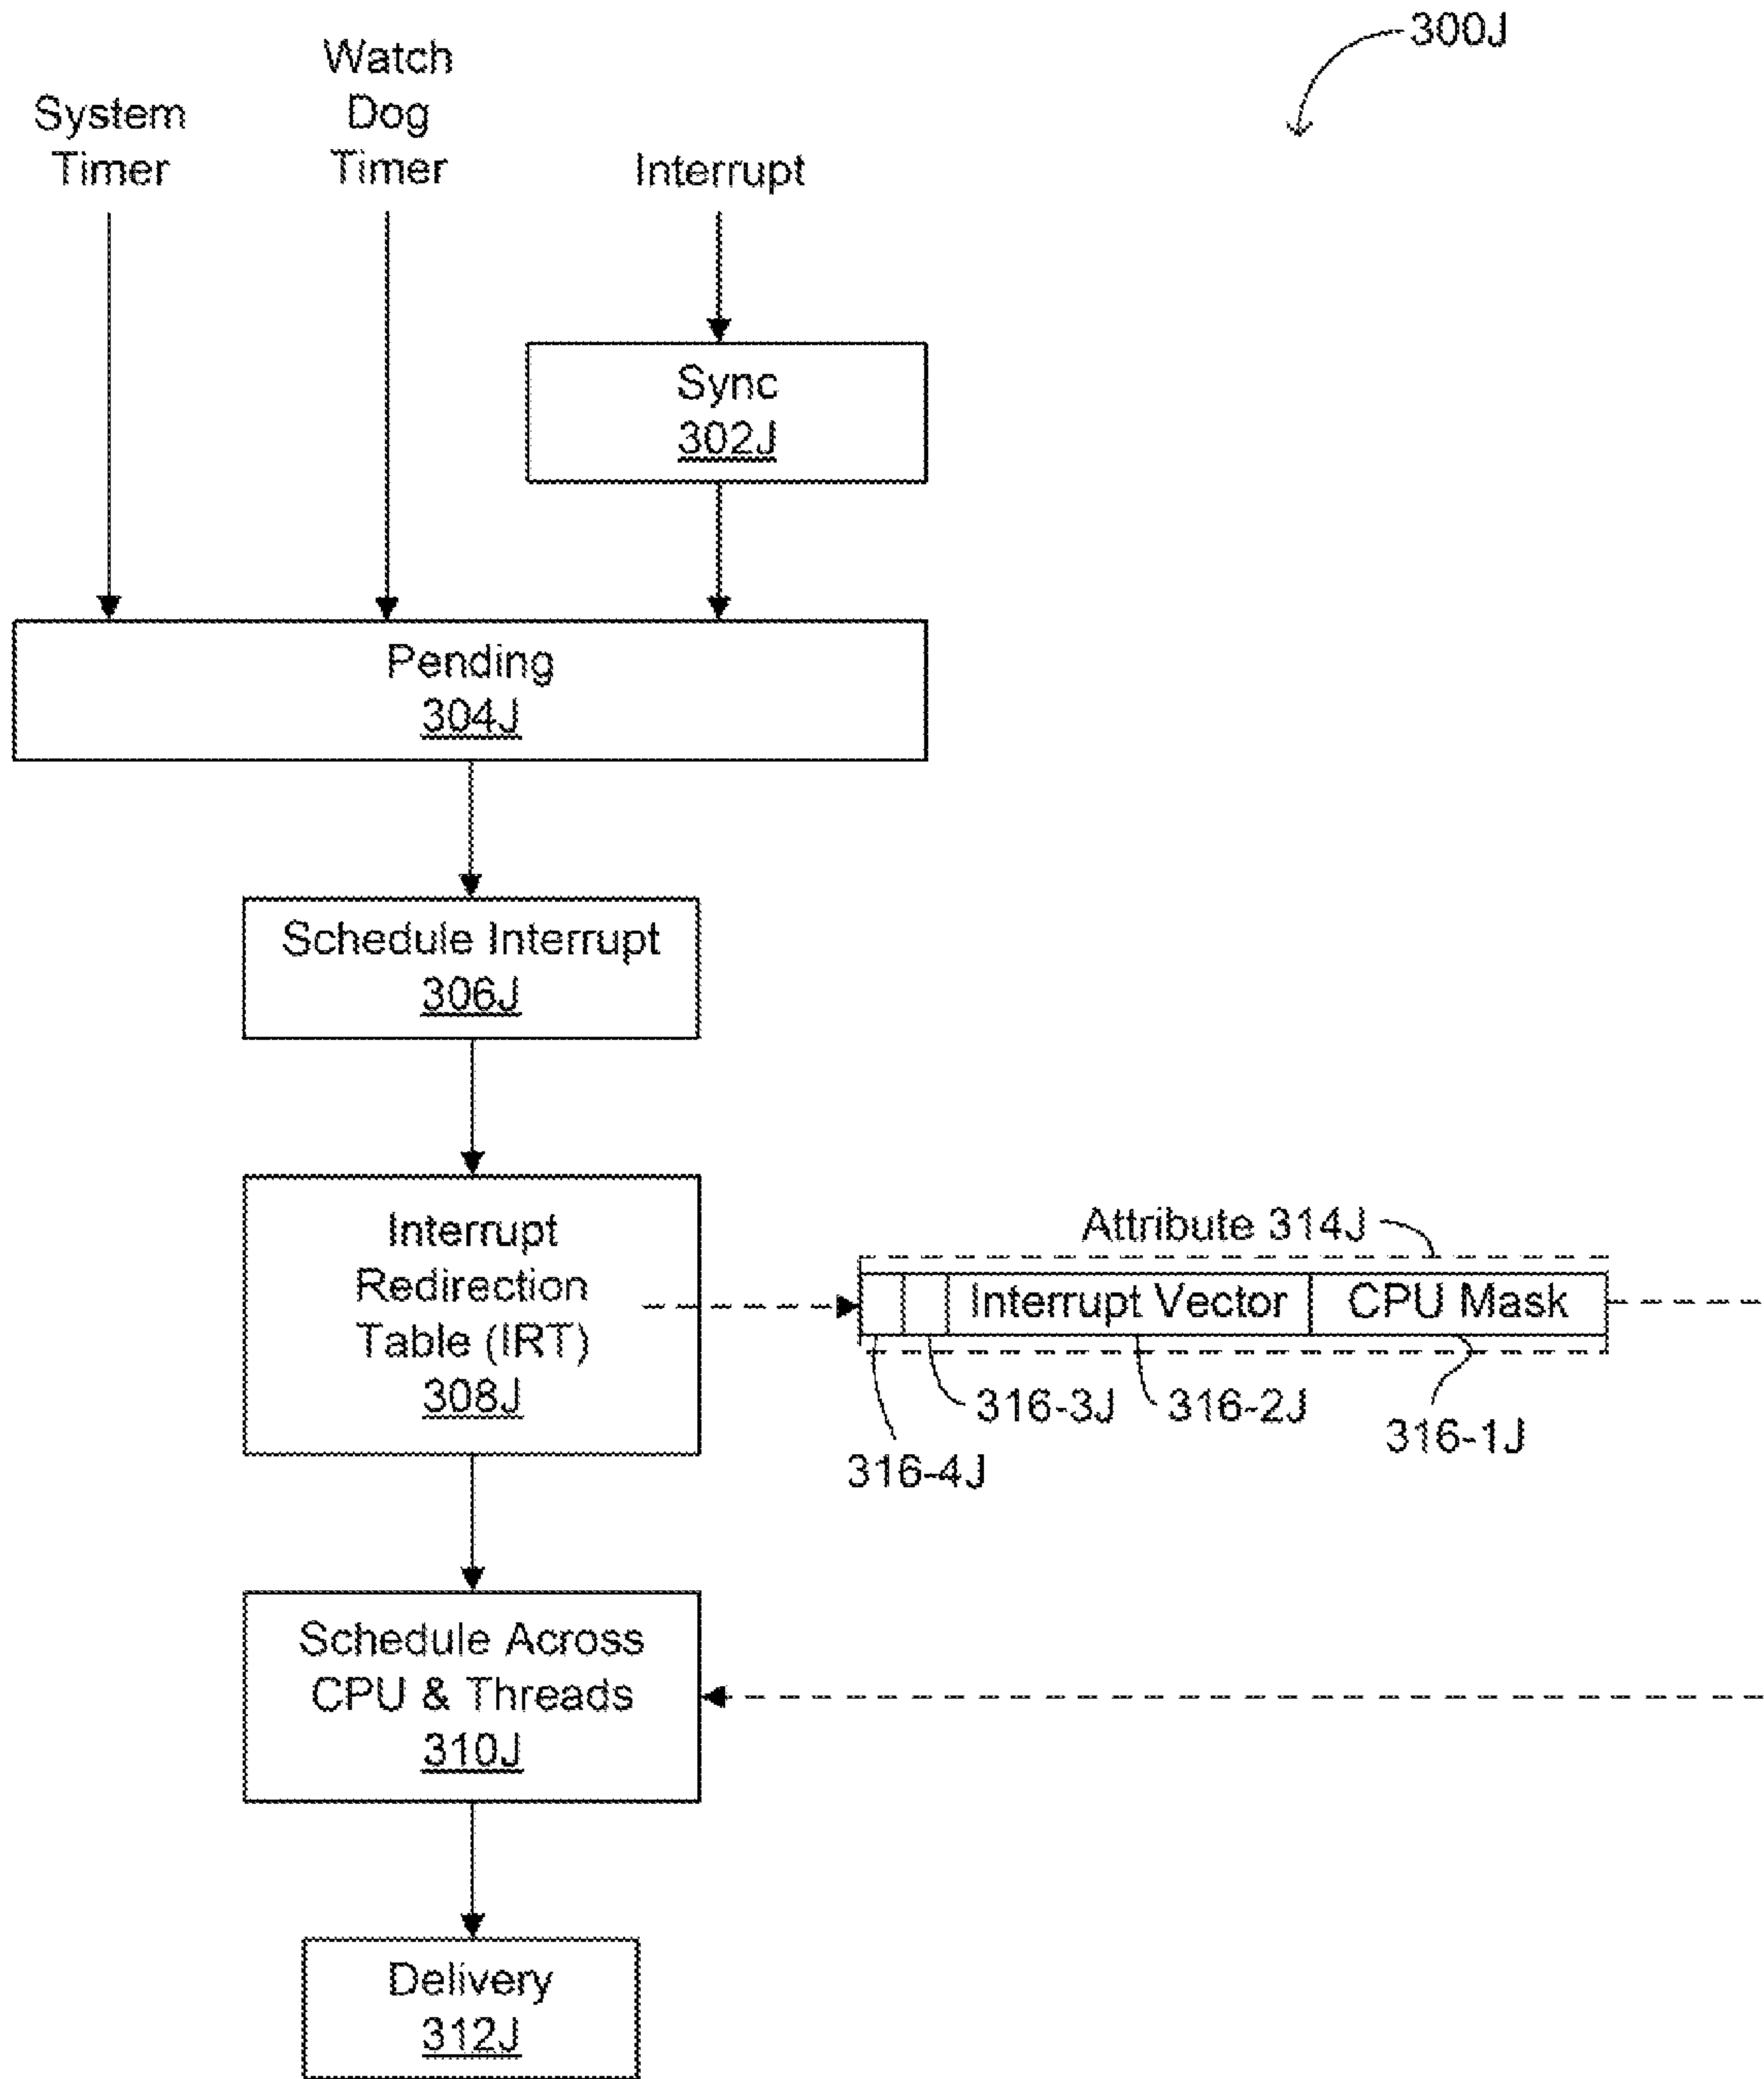 300J
System
Timer
Watch
Dog
Timer
Interrupt
Sync
302J
Pending
304J
Schedule Interrupt
306J
Interrupt
Redirection
Table (IRT)
308J
Attribute 314J
Interrupt Vector
CPU Mask
316-3J
316-2J
316-1J
316-4J
Schedule Across
CPU & Threads
310J
Delivery
312J